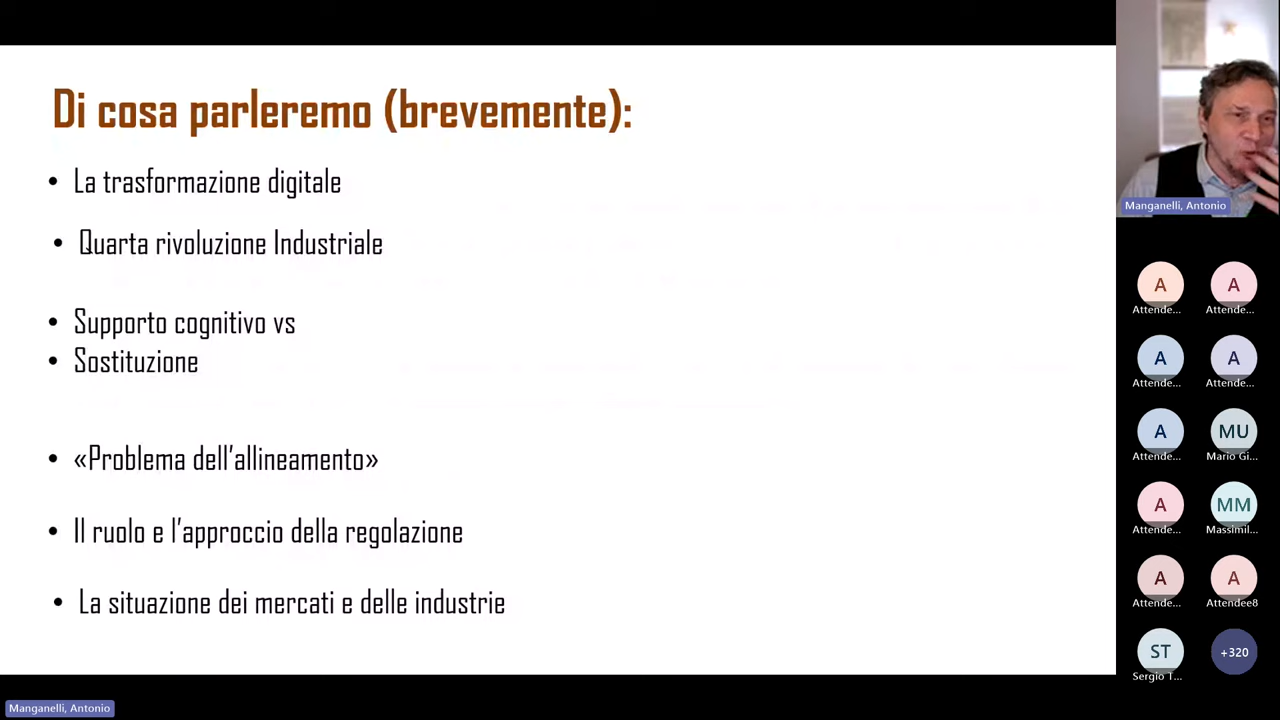 Di cosa parleremo (brevemente):
• La trasformazione digitale
• Quarta rivoluzione Industriale
• Supporto cognitivo vs
• Sostituzione
• «Problema dell'allineamento»
• Il ruolo e l'approccio della regolazione
• La situazione dei mercati e delle industrie
Manganelli, Antonio
A A
Attende... Attende...
A A
Attende... Attende...
A MU
Attende... Mario Gi...
A MM
Attende... Massimil...
A A
Attende... Attendee8
ST +320
Sergio T...
Manganelli, Antonio